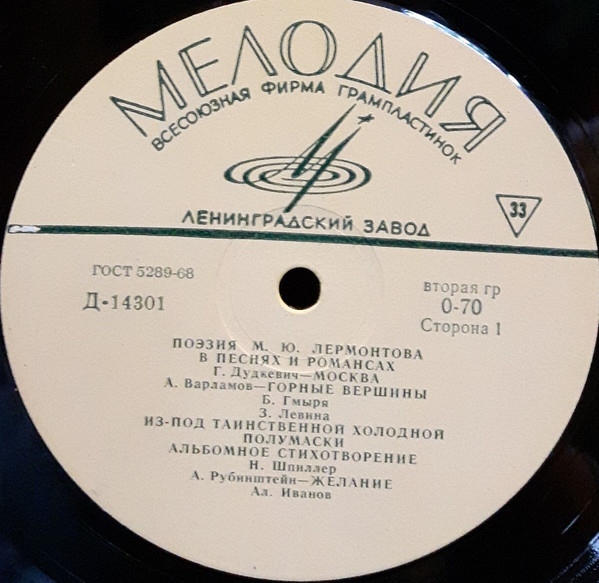 МЕЛОДИЯ
ВСЕСОЮЗНАЯ ФИРМА ГРАМПЛАСТИНОК
ЛЕНИНГРАДСКИЙ ЗАВОД
33
ГОСТ 5289-68
Д-14301
вторая гр
0-70
Сторона 1
ПОЭЗИЯ М. Ю. ЛЕРМОНТОВА
В ПЕСНЯХ И РОМАНСАХ
Г. Дудкевич—МОСКВА
А. Варламов—ГОРНЫЕ ВЕРШИНЫ
Б. Гмыря
З. Левина
ИЗ-ПОД ТАИНСТВЕННОЙ ХОЛОДНОЙ
ПОЛУМАСКИ
АЛЬБОМНОЕ СТИХОТВОРЕНИЕ
Н. Шпиллер
А. Рубинштейн—ЖЕЛАНИЕ
Ал. Иванов